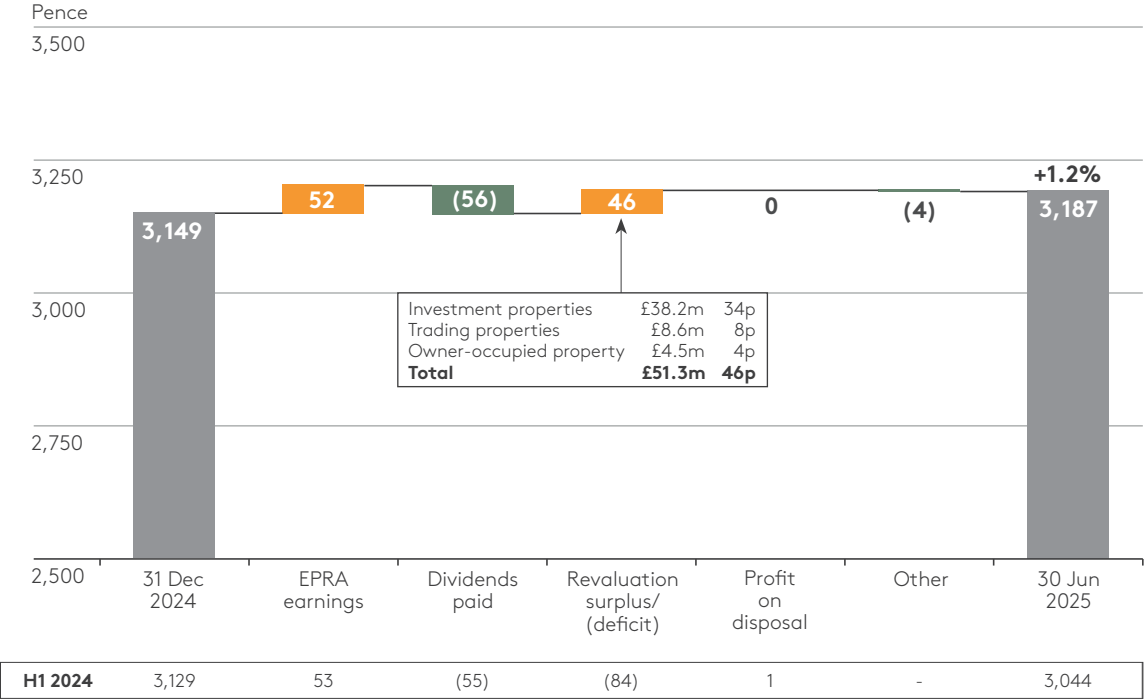 Pence
3,500
3,250
3,000
2,750
2,500
3,149
52
(56)
46
0
(4)
+1.2%
3,187
Investment properties £38.2m 34p
Trading properties £8.6m 8p
Owner-occupied property £4.5m 4p
Total £51.3m 46p
31 Dec
2024
EPRA
earnings
Dividends
paid
Revaluation
surplus/
(deficit)
Profit
on
disposal
Other
30 Jun
2025
H1 2024 3,129 53 (55) (84) 1 - 3,044